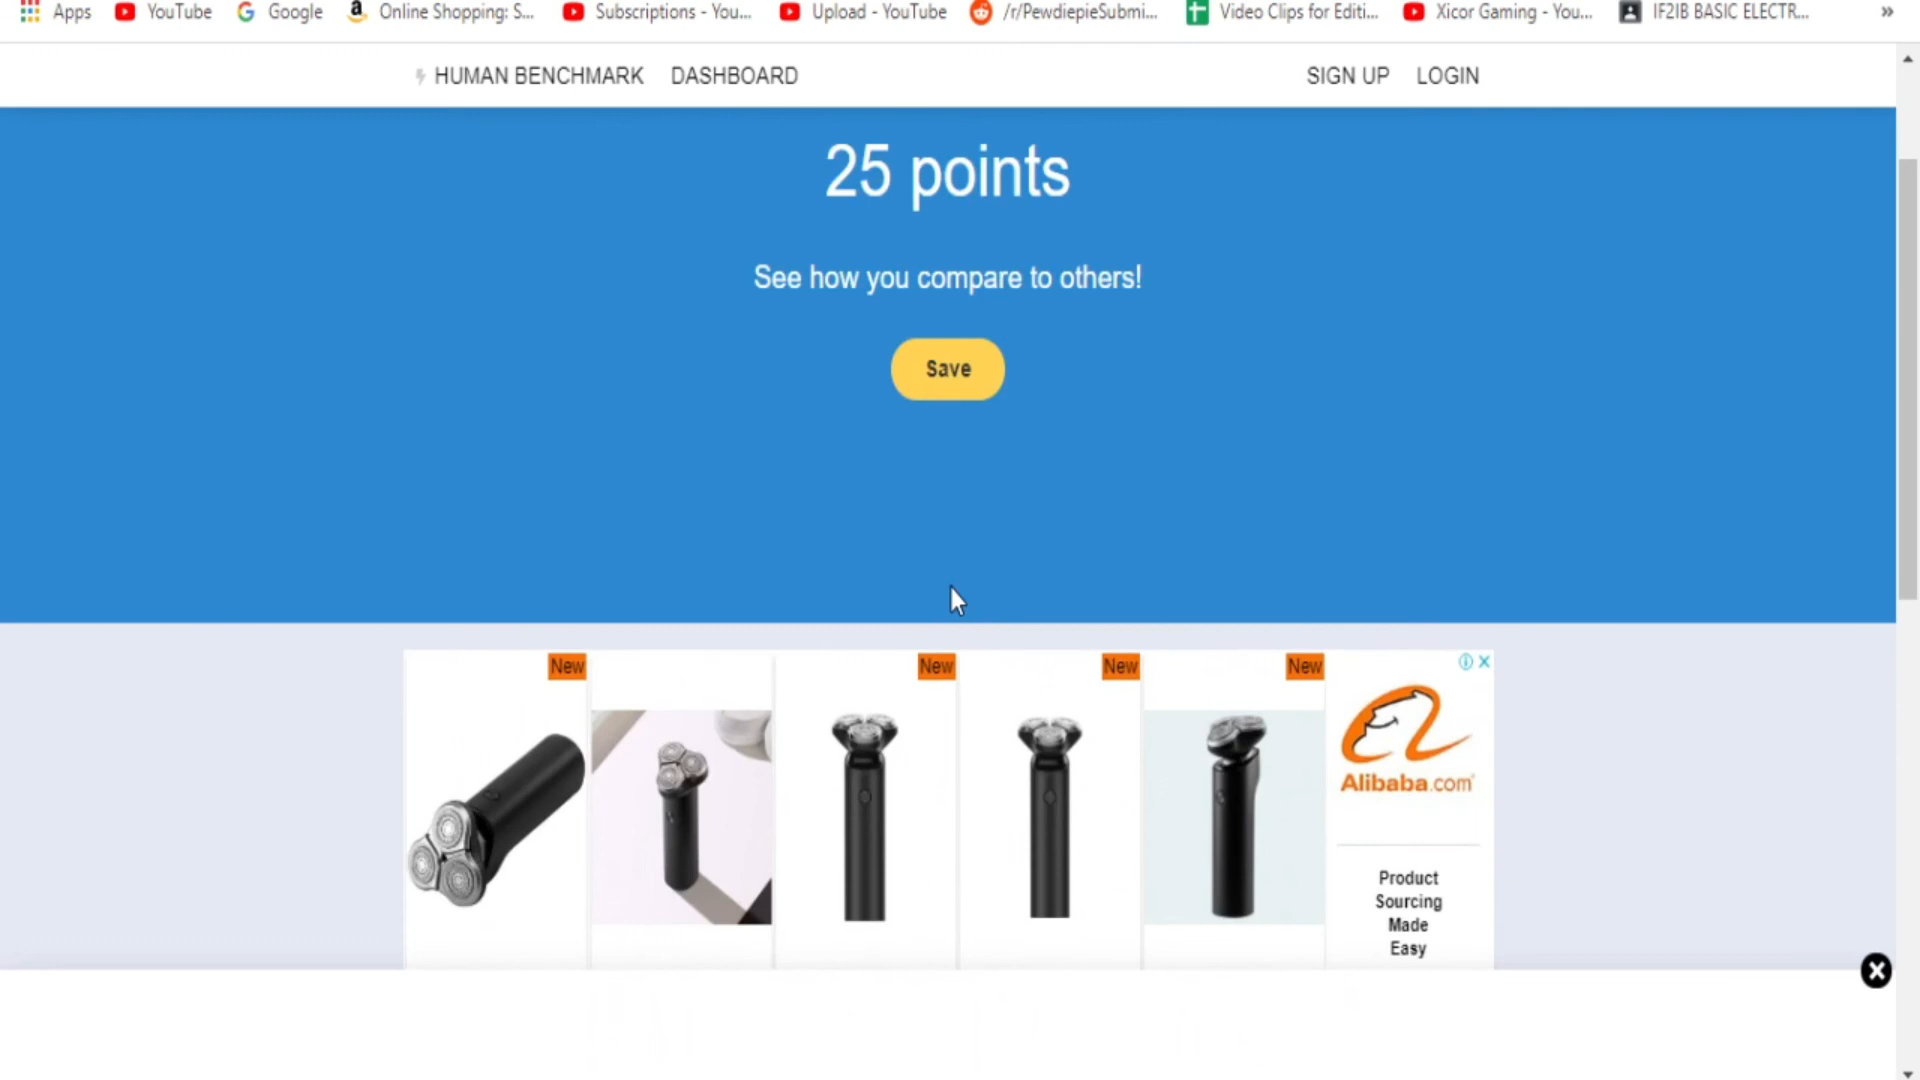 Apps YouTube Google Online Shopping: S... Subscriptions - You... Upload - YouTube /r/PewdiepieSubmi... Video Clips for Editi... Xicor Gaming - You... IF2IB BASIC ELECTR... »
HUMAN BENCHMARK DASHBOARD SIGN UP LOGIN
25 points
See how you compare to others!
Save
New New New New
Alibaba.com
Product
Sourcing
Made
Easy